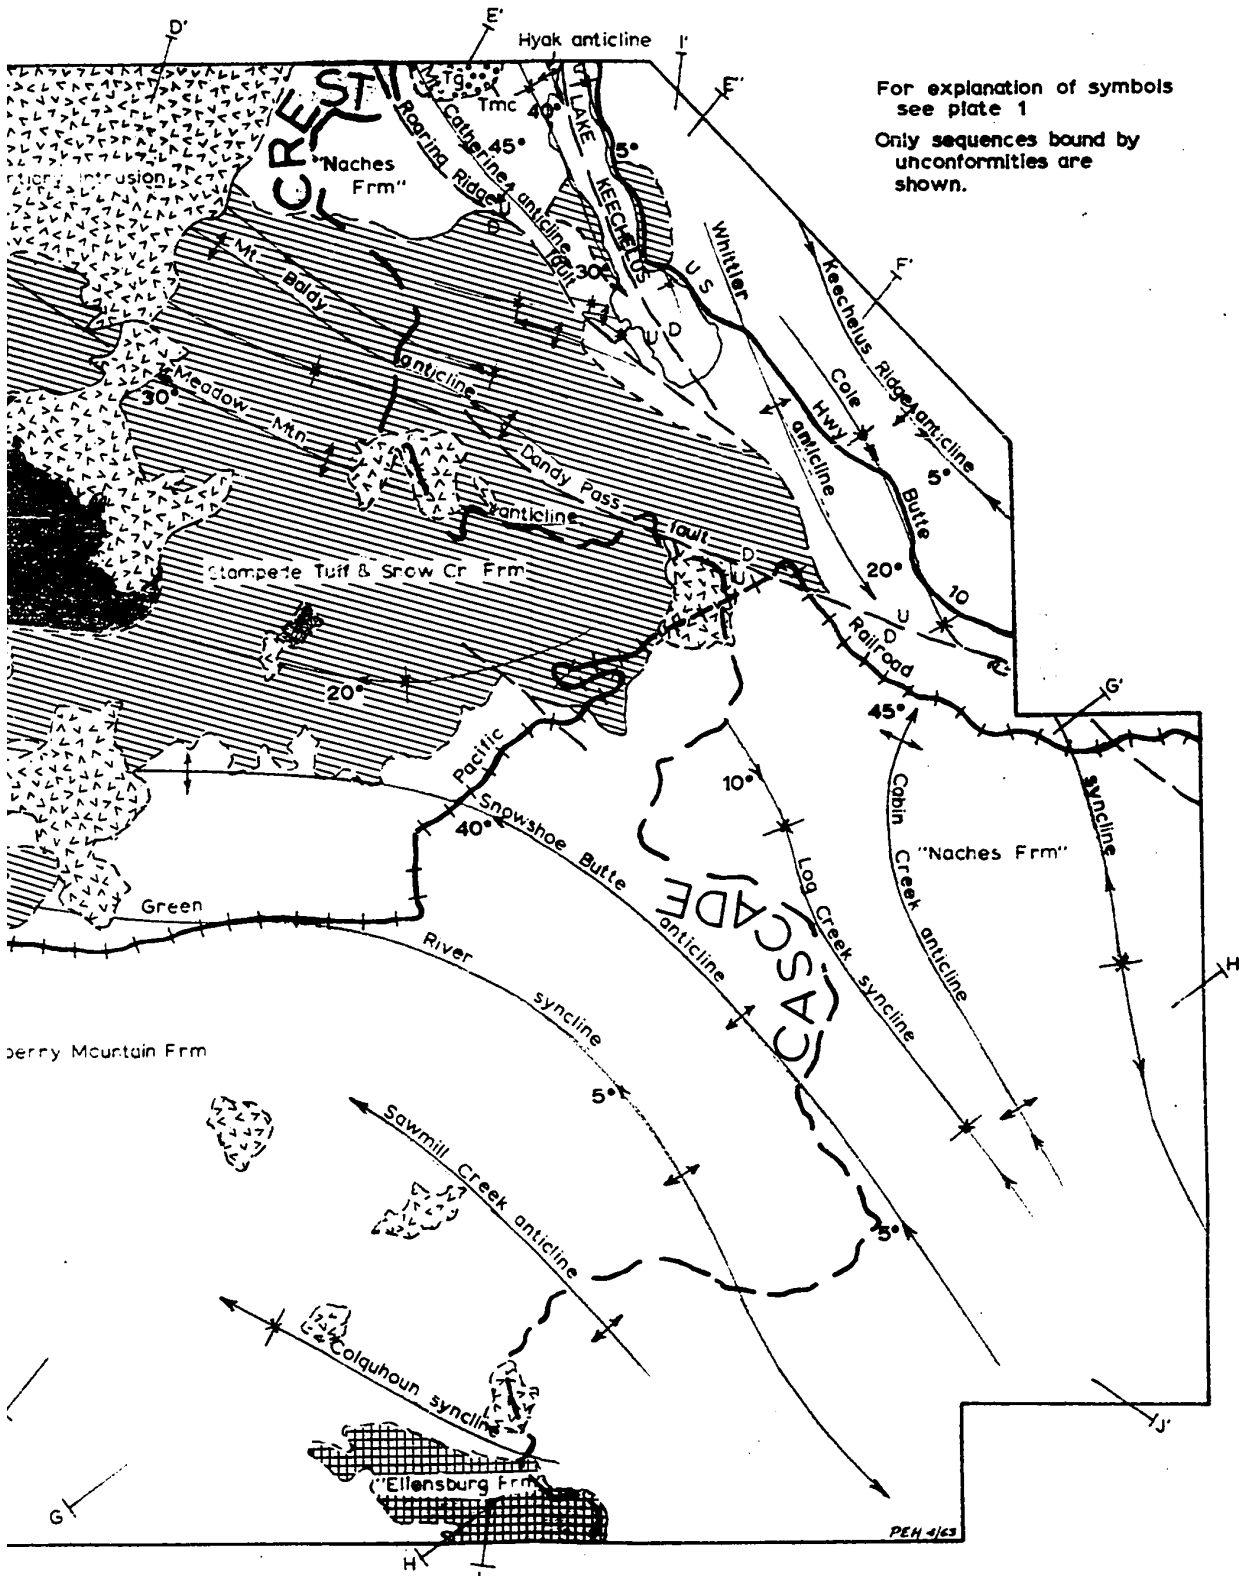 D'
E'
Hyak anticline
I'
E''
For explanation of symbols
see plate 1
Only sequences bound by
unconformities are
shown.
CREST
Tg
Tmc
40°
LAKE KEECHELUS
5°
45°
"Naches
Frm"
Roaring Ridge fault
Mt. Catherine anticline
U
D
30°
intrusion
Mt. Baldy anticline
Whittier anticline
U S Hwy 10
Keechelus Ridge anticline
F'
U
D
Cole Butte
5°
Meadow Mtn. anticline
30°
Dandy Pass fault
D
U
20°
Stampede Tuff & Snow Cr Frm
U
D
Railroad
20°
45°
G'
Pacific
10°
Snowshoe Butte anticline
40°
Cabin Creek anticline
syncline
"Naches Frm"
CASCADE
Log Creek syncline
Green River syncline
H
berry Mountain Frm
5°
Sawmill Creek anticline
5°
Colquhoun syncline
J'
"Ellensburg Frm"
G
H
PEH 4/63